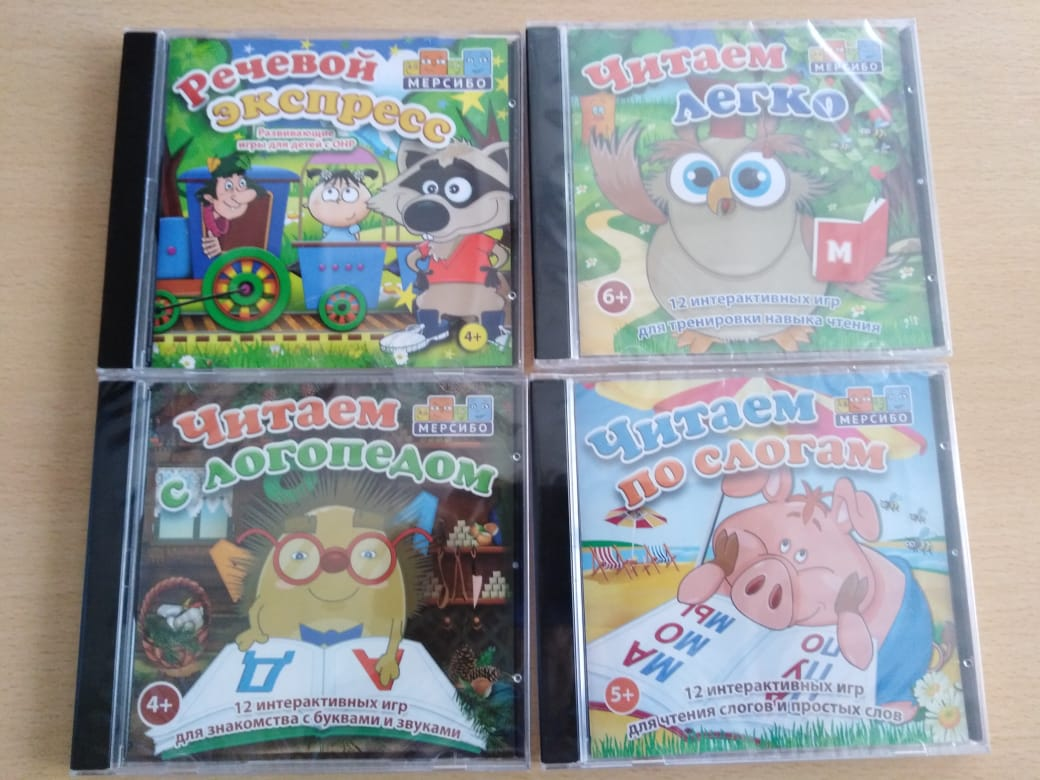 Речевой
экспресс
МЕРСИБО
Развивающие
игры для детей с ОНР
4+
Читаем
легко
МЕРСИБО
М
6+
12 интерактивных игр
для тренировки навыка чтения
Читаем
с логопедом
МЕРСИБО
Д
А
4+
12 интерактивных игр
для знакомства с буквами и звуками
Читаем
по слогам
МЕРСИБО
МА
МО
МЫ
ПУ
ПО
5+
12 интерактивных игр
для чтения слогов и простых слов